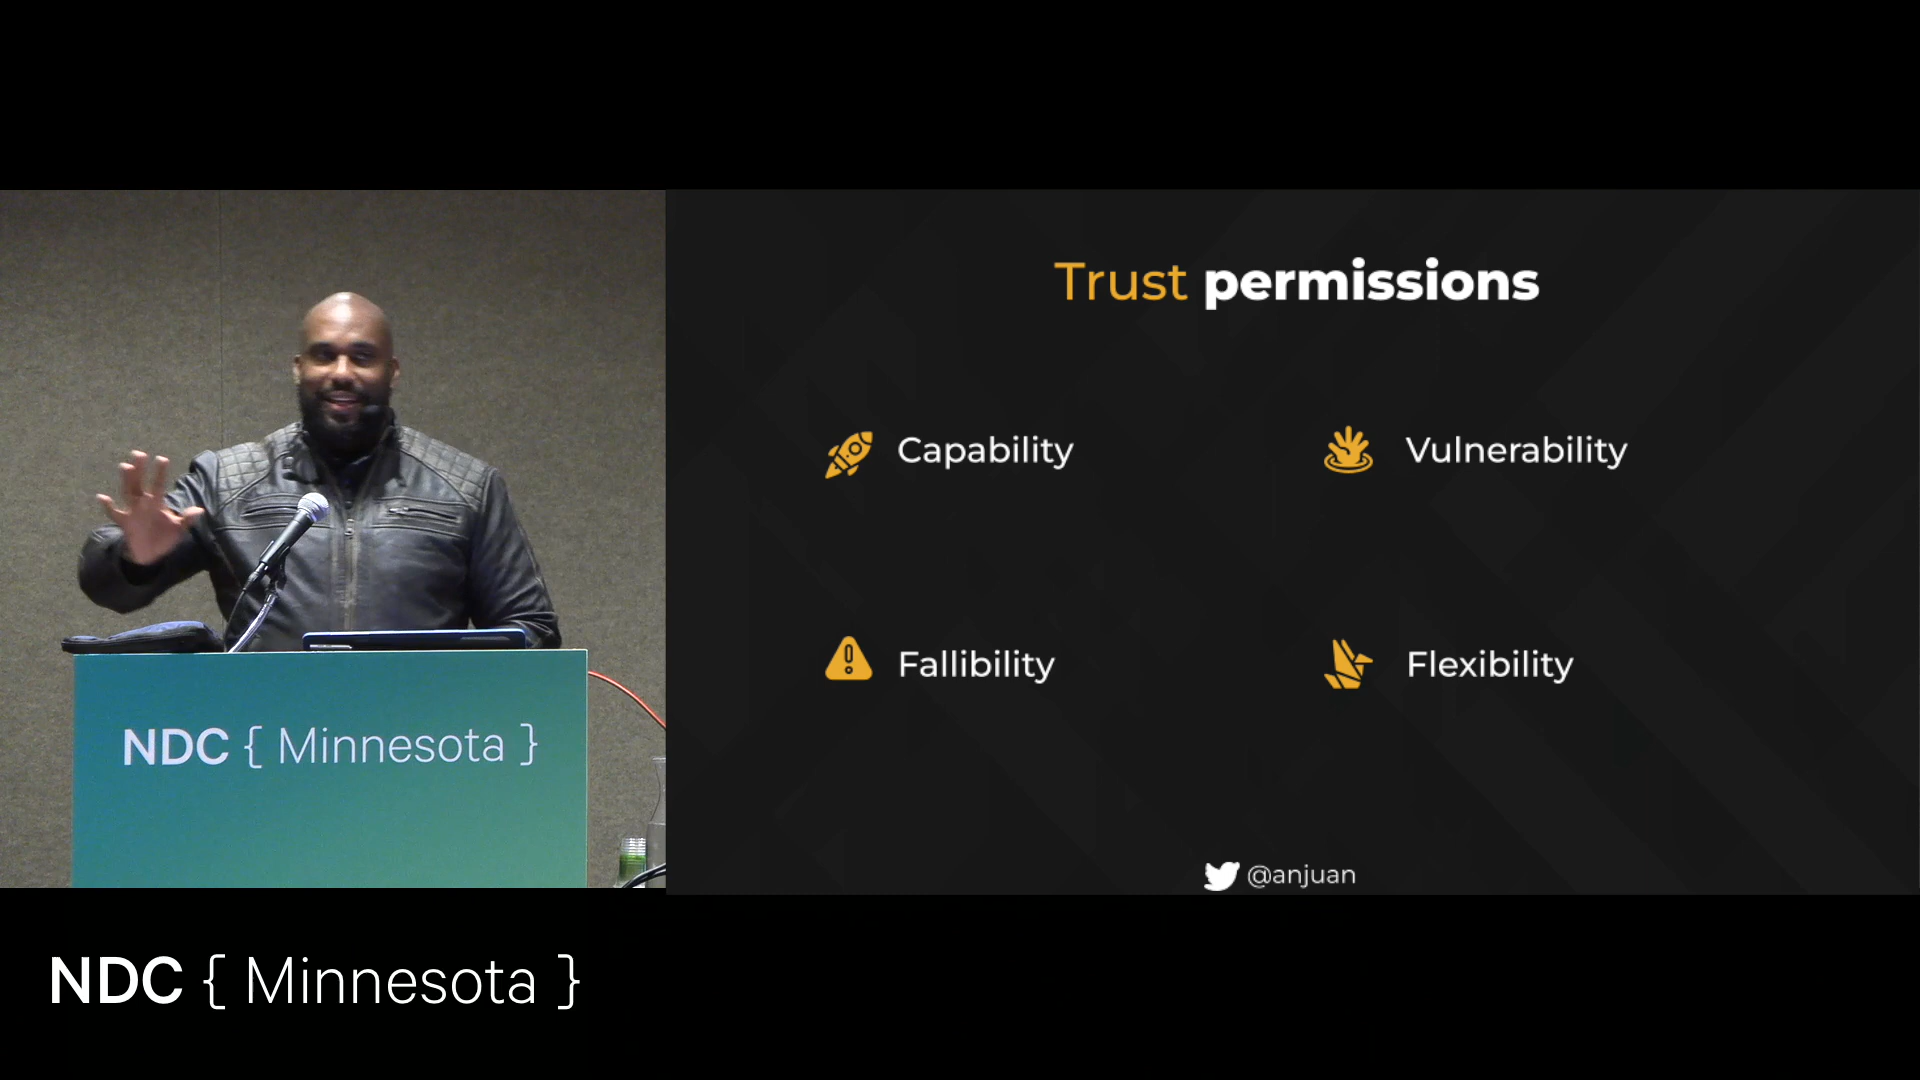 Trust permissions
Capability
Vulnerability
Fallibility
Flexibility
@anjuan
NDC { Minnesota }
NDC { Minnesota }